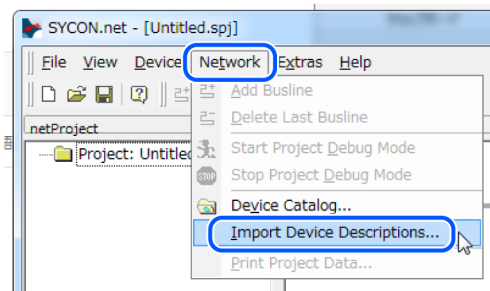 SYCON.net - [Untitled.spj]
File View Device Network Extras Help
Add Busline
Delete Last Busline
netProject
Project: Untitled
Start Project Debug Mode
STOP Stop Project Debug Mode
Device Catalog...
Import Device Descriptions...
Print Project Data...